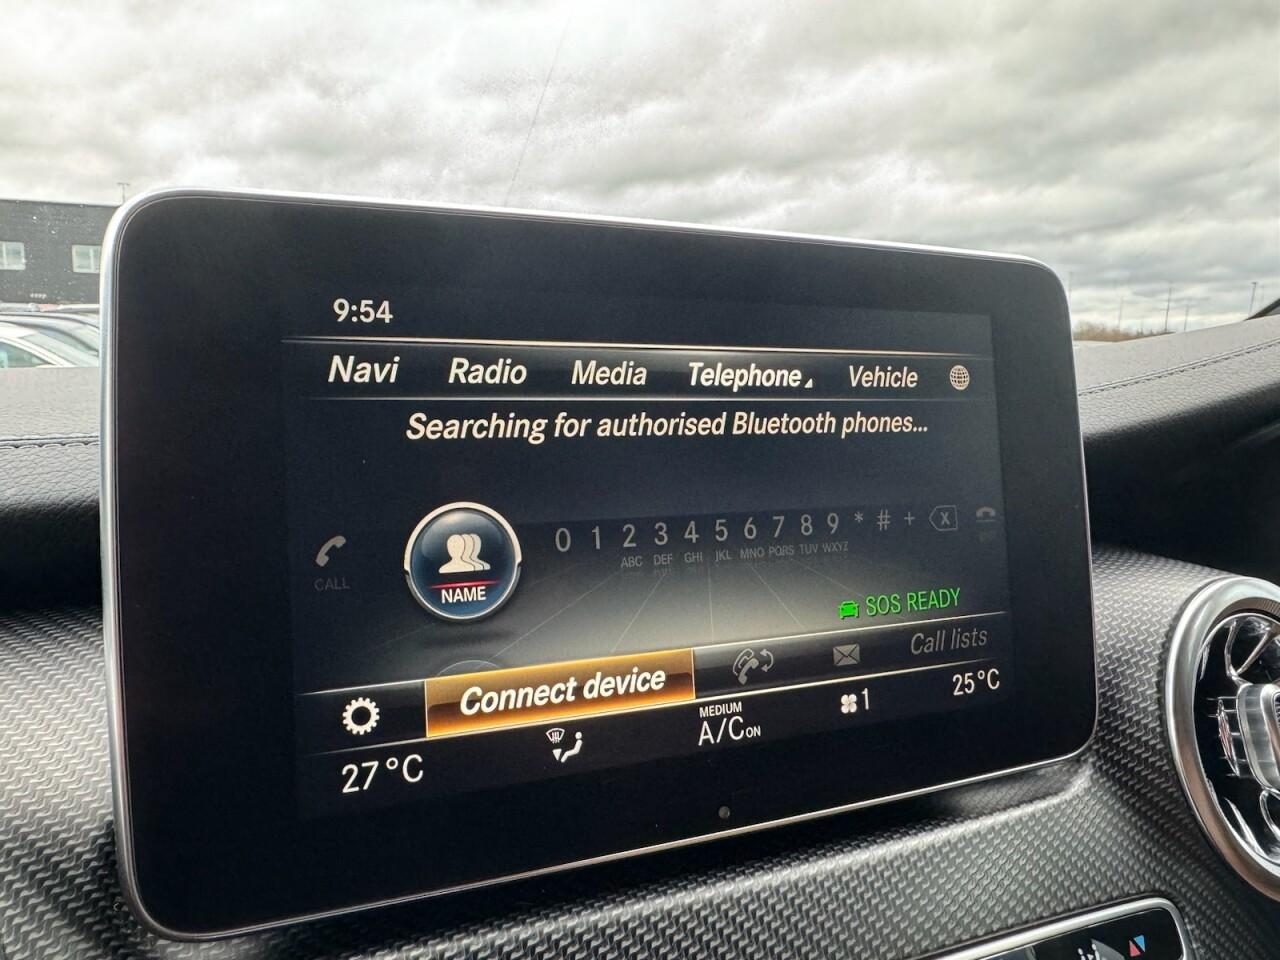 9:54
Navi Radio Media Telephone Vehicle
Searching for authorised Bluetooth phones...
0 1 2 3 4 5 6 7 8 9 * # + X
ABC DEF GHI JKL MNO PQRS TUV WXYZ
CALL
NAME
SOS READY
Connect device Call lists
27°C MEDIUM A/C ON 1 25°C